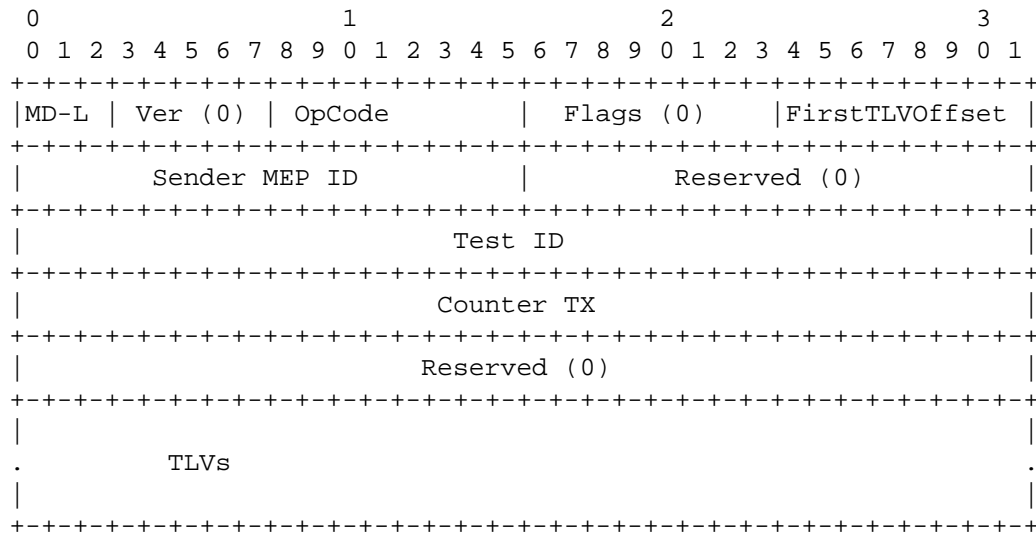 0                   1                   2                   3
 0 1 2 3 4 5 6 7 8 9 0 1 2 3 4 5 6 7 8 9 0 1 2 3 4 5 6 7 8 9 0 1
+-+-+-+-+-+-+-+-+-+-+-+-+-+-+-+-+-+-+-+-+-+-+-+-+-+-+-+-+-+-+-+-+
|MD-L | Ver (0) | OpCode        |  Flags (0)    |FirstTLVOffset |
+-+-+-+-+-+-+-+-+-+-+-+-+-+-+-+-+-+-+-+-+-+-+-+-+-+-+-+-+-+-+-+-+
|        Sender MEP ID          |         Reserved (0)          |
+-+-+-+-+-+-+-+-+-+-+-+-+-+-+-+-+-+-+-+-+-+-+-+-+-+-+-+-+-+-+-+-+
|                           Test ID                             |
+-+-+-+-+-+-+-+-+-+-+-+-+-+-+-+-+-+-+-+-+-+-+-+-+-+-+-+-+-+-+-+-+
|                          Counter TX                           |
+-+-+-+-+-+-+-+-+-+-+-+-+-+-+-+-+-+-+-+-+-+-+-+-+-+-+-+-+-+-+-+-+
|                         Reserved (0)                          |
+-+-+-+-+-+-+-+-+-+-+-+-+-+-+-+-+-+-+-+-+-+-+-+-+-+-+-+-+-+-+-+-+
|                                                               |
.         TLVs                                                  .
|                                                               |
+-+-+-+-+-+-+-+-+-+-+-+-+-+-+-+-+-+-+-+-+-+-+-+-+-+-+-+-+-+-+-+-+